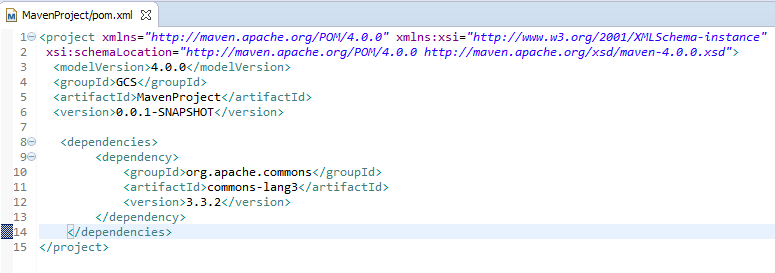 MavenProject/pom.xml
1 <project xmlns="http://maven.apache.org/POM/4.0.0" xmlns:xsi="http://www.w3.org/2001/XMLSchema-instance"
2 xsi:schemaLocation="http://maven.apache.org/POM/4.0.0 http://maven.apache.org/xsd/maven-4.0.0.xsd">
3 <modelVersion>4.0.0</modelVersion>
4 <groupId>GCS</groupId>
5 <artifactId>MavenProject</artifactId>
6 <version>0.0.1-SNAPSHOT</version>
7
8 <dependencies>
9 <dependency>
10 <groupId>org.apache.commons</groupId>
11 <artifactId>commons-lang3</artifactId>
12 <version>3.3.2</version>
13 </dependency>
14 </dependencies>
15 </project>